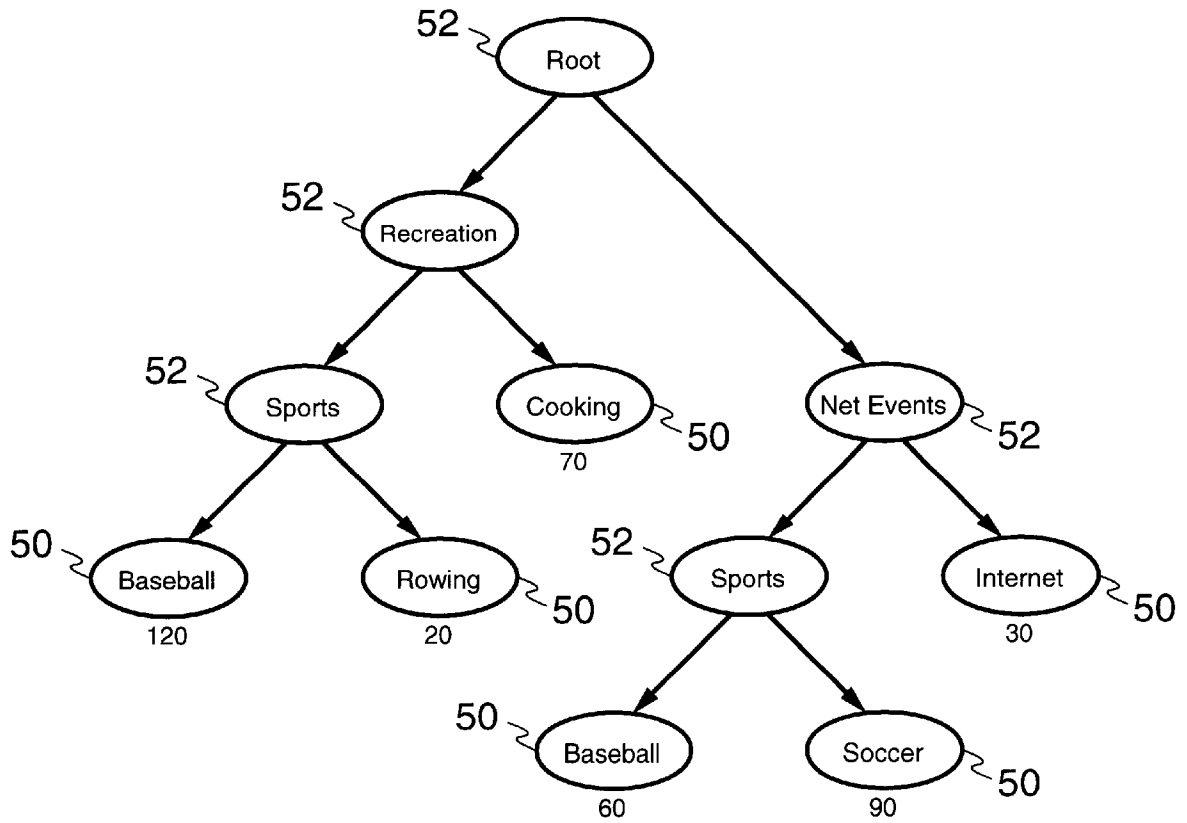 52
Root
52
Recreation
52
Sports
Cooking
50
70
Net Events
52
50
Baseball
120
Rowing
50
20
52
Sports
Internet
50
30
50
Baseball
60
Soccer
50
90